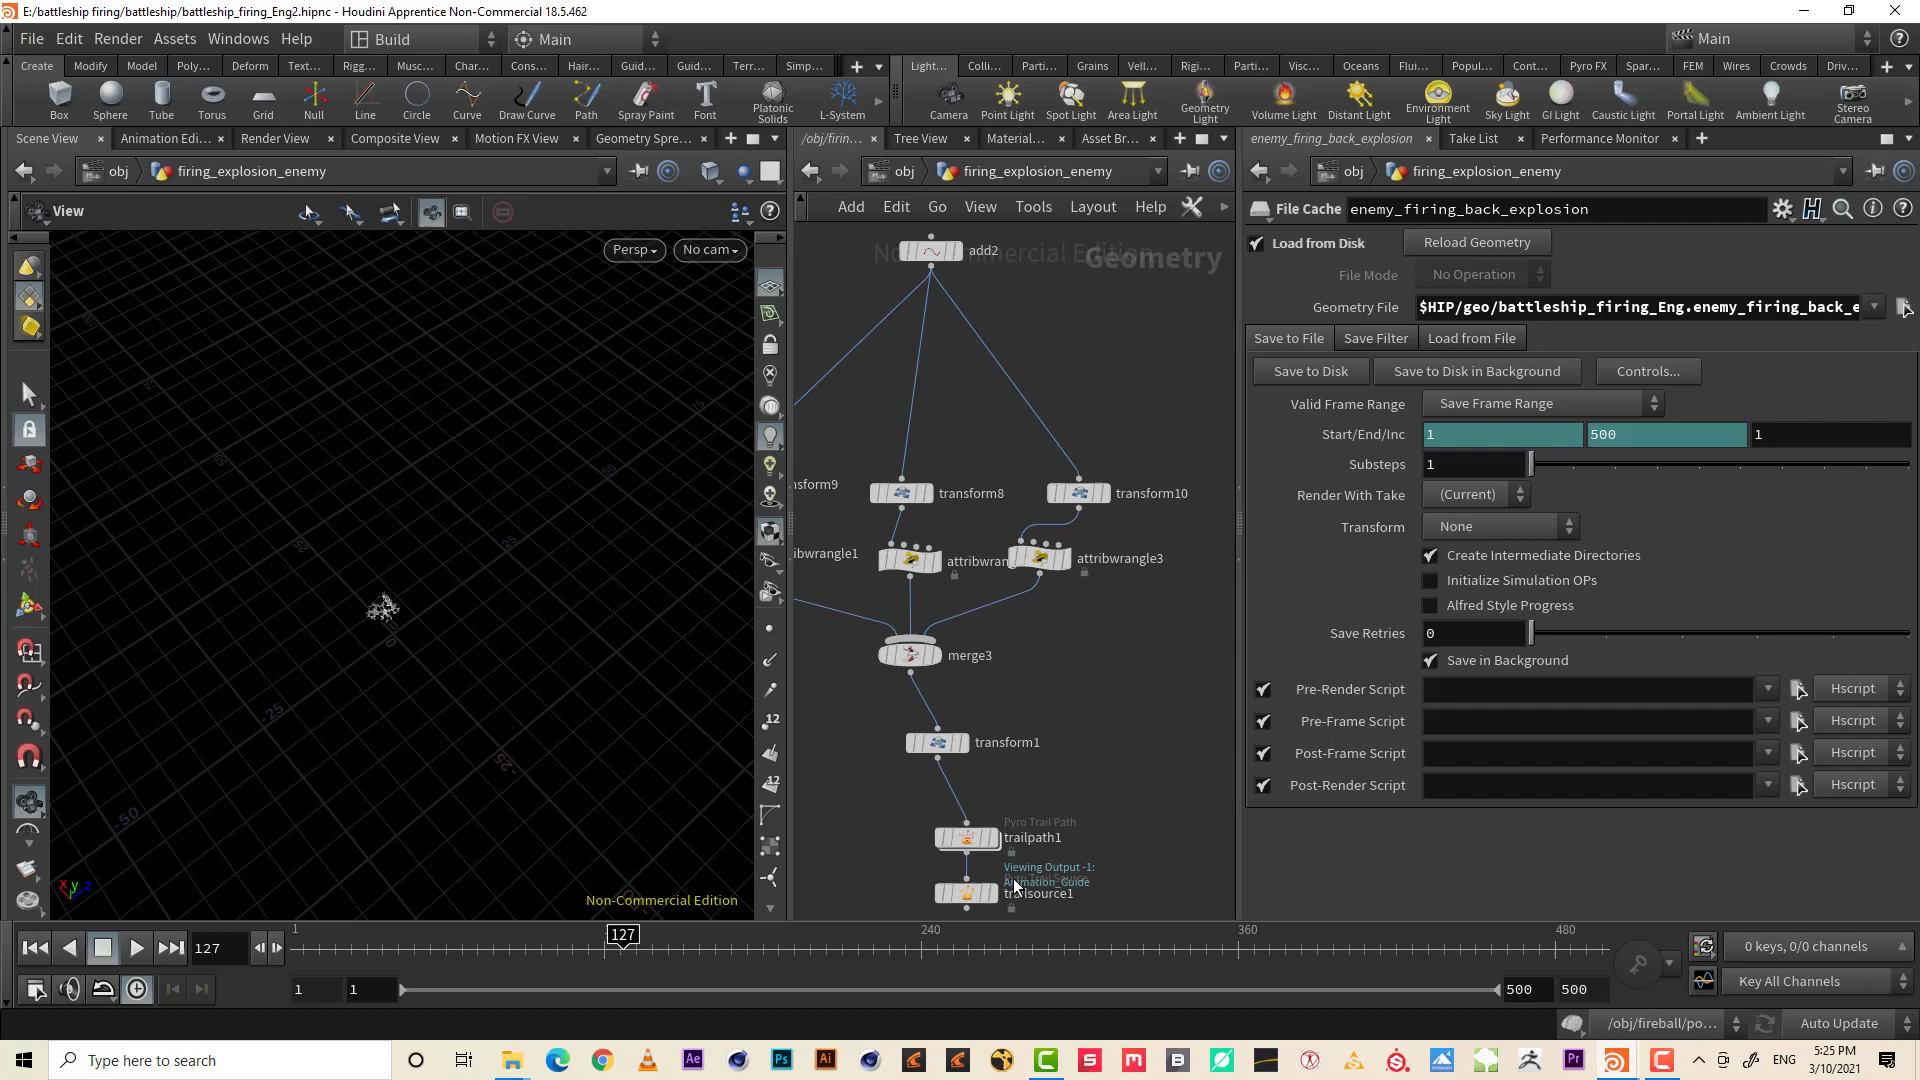 E:/battleship firing/battleship/battleship_firing_Eng2.hipnc - Houdini Apprentice Non-Commercial 18.5.462
File Edit Render Assets Windows Help Build Main Main
Create Modify Model Poly... Deform Text... Rigg... Musc... Char... Cons... Hair... Guid... Guid... Terr... Simp... Light... Colli... Parti... Grains Vell... Rigi... Parti... Visc... Oceans Flui... Popul... Cont... Pyro FX Spar... FEM Wires Crowds Driv...
Box Sphere Tube Torus Grid Null Line Circle Curve Draw Curve Path Spray Paint Font Platonic Solids L-System Camera Point Light Spot Light Area Light Geometry Light Volume Light Distant Light Environment Light Sky Light GI Light Caustic Light Portal Light Ambient Light Stereo Camera
Scene View Animation Edi... Render View Composite View Motion FX View Geometry Spre... /obj/firin... Tree View Material... Asset Br... enemy_firing_back_explosion Take List Performance Monitor
obj firing_explosion_enemy obj firing_explosion_enemy obj firing_explosion_enemy
View
Add Edit Go View Tools Layout Help
File Cache enemy_firing_back_explosion
Persp No cam
add2
Geometry
Load from Disk Reload Geometry
File Mode No Operation
Geometry File $HIP/geo/battleship_firing_Eng.enemy_firing_back_e
Save to File Save Filter Load from File
Save to Disk Save to Disk in Background Controls...
Valid Frame Range Save Frame Range
Start/End/Inc 1 500 1
Substeps 1
Render With Take (Current)
Transform None
Create Intermediate Directories
Initialize Simulation OPs
Alfred Style Progress
Save Retries 0
Save in Background
Pre-Render Script Hscript
Pre-Frame Script Hscript
Post-Frame Script Hscript
Post-Render Script Hscript
nsform9 transform8 transform10
ibwrangle1 attribwran attribwrangle3
merge3
transform1
Pyro Trail Path
trailpath1
Viewing Output -1:
Animation_Guide
trailsource1
12
12
-25
-50
25
x y z
Non-Commercial Edition
127 1 127 240 360 480
0 keys, 0/0 channels
1 1 500 500 Key All Channels
/obj/fireball/po... Auto Update
Type here to search
ENG 5:25 PM
3/10/2021